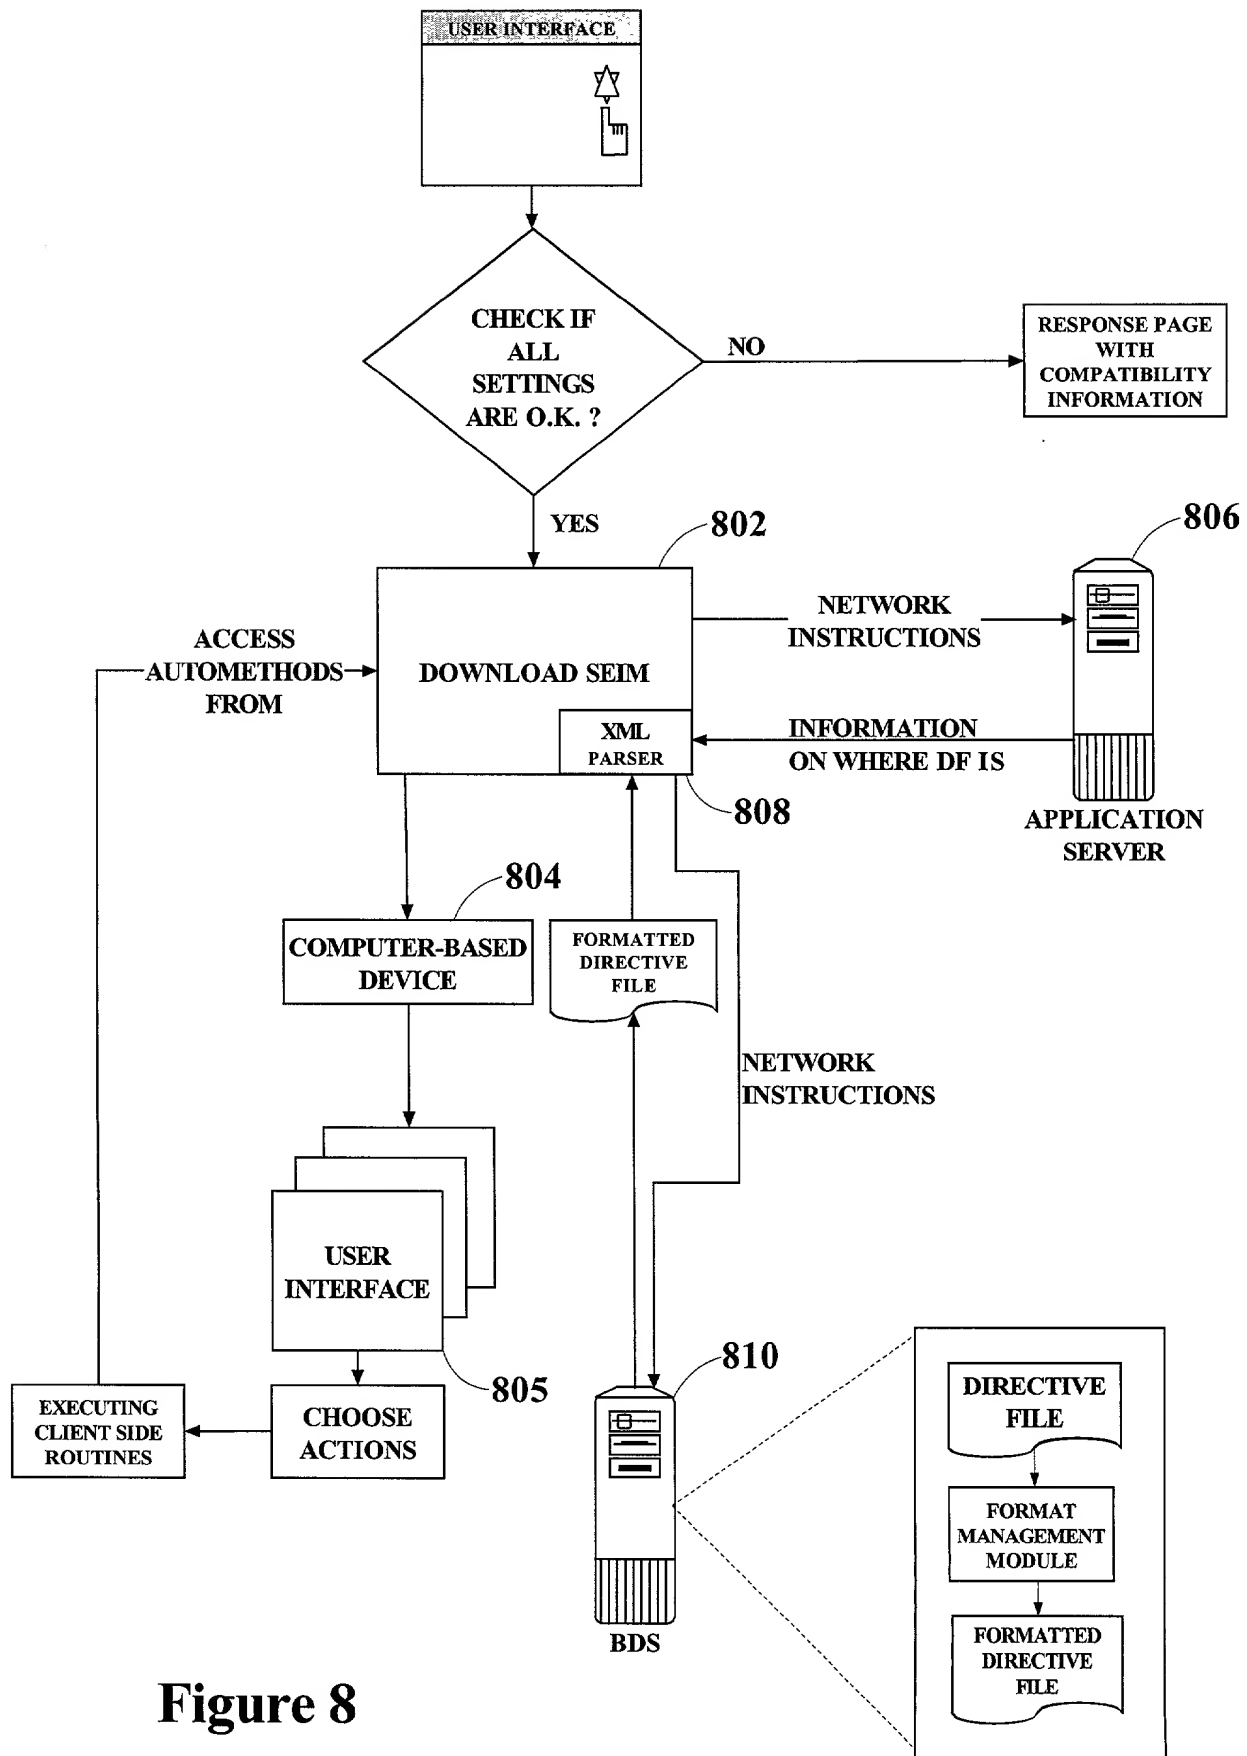 USER INTERFACE
CHECK IF
ALL
SETTINGS
ARE O.K. ?
NO
RESPONSE PAGE
WITH
COMPATIBILITY
INFORMATION
YES
802
806
ACCESS
AUTOMETHODS
FROM
DOWNLOAD SEIM
XML
PARSER
NETWORK
INSTRUCTIONS
INFORMATION
ON WHERE DF IS
808
APPLICATION
SERVER
804
COMPUTER-BASED
DEVICE
FORMATTED
DIRECTIVE
FILE
NETWORK
INSTRUCTIONS
USER
INTERFACE
805
810
EXECUTING
CLIENT SIDE
ROUTINES
CHOOSE
ACTIONS
BDS
DIRECTIVE
FILE
FORMAT
MANAGEMENT
MODULE
FORMATTED
DIRECTIVE
FILE
Figure 8